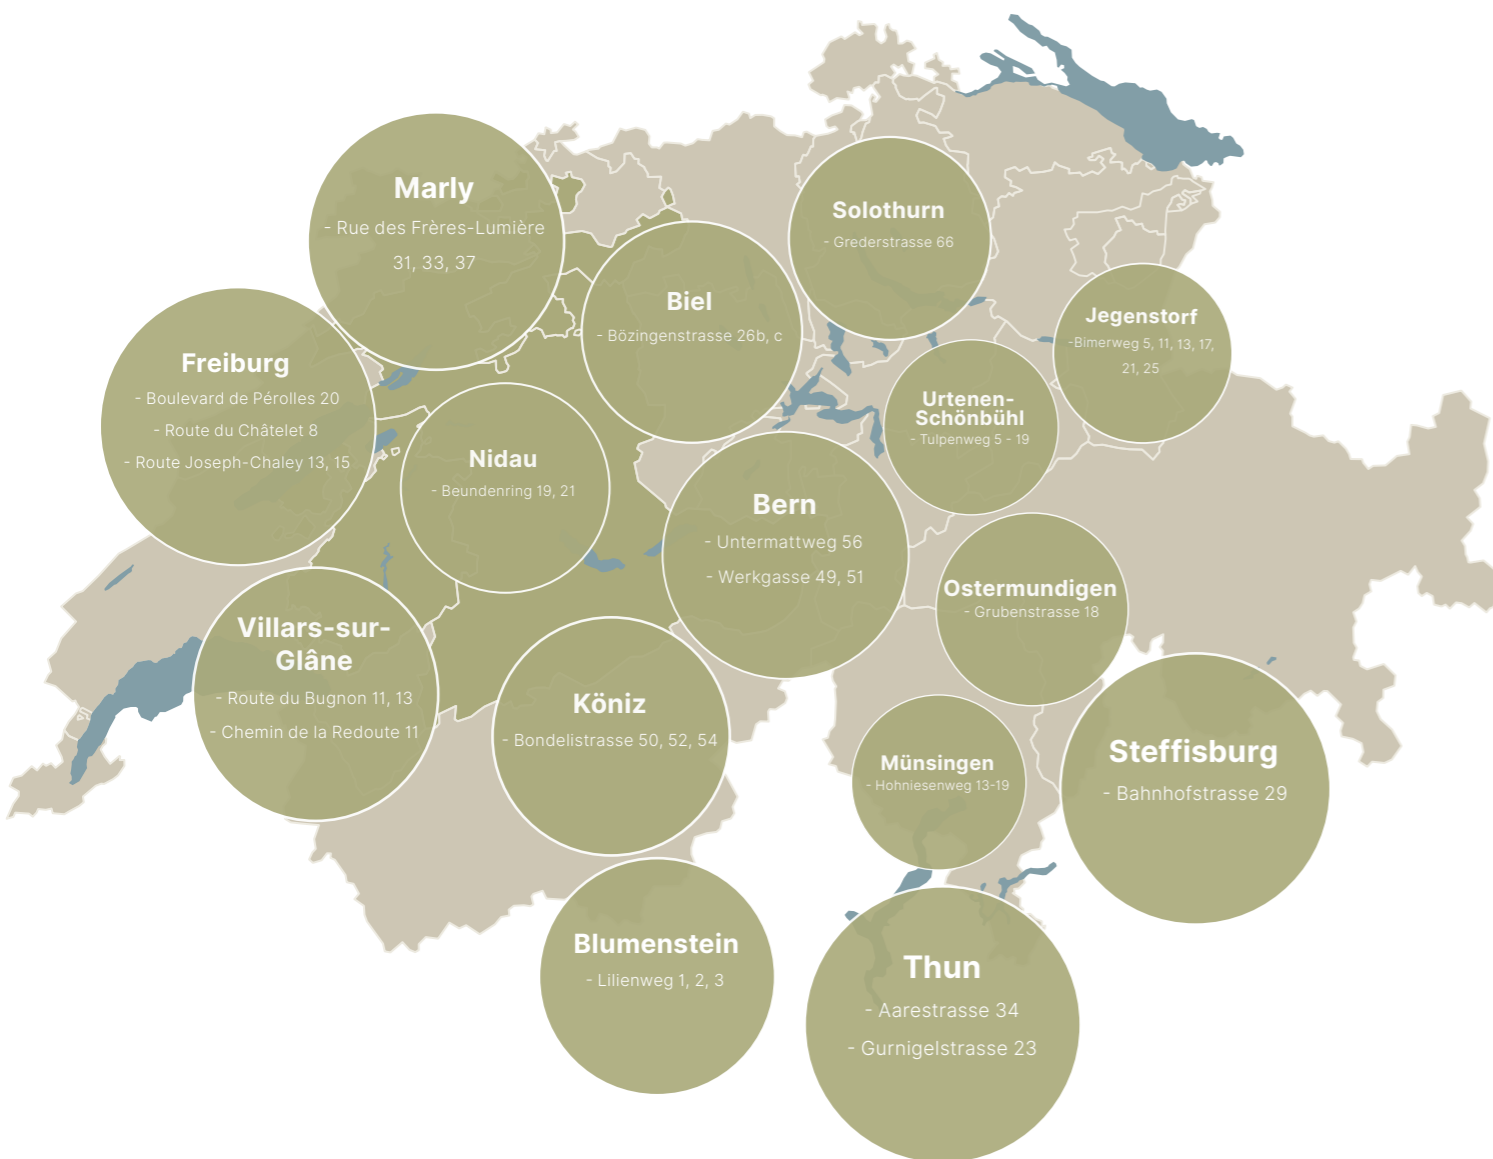 Marly
- Rue des Frères-Lumière
31, 33, 37
Solothurn
- Grederstrasse 66
Biel
- Bözingenstrasse 26b, c
Jegenstorf
-Bimerweg 5, 11, 13, 17,
21, 25
Freiburg
- Boulevard de Pérolles 20
- Route du Châtelet 8
- Route Joseph-Chaley 13, 15
Urtenen-
Schönbühl
- Tulpenweg 5 - 19
Nidau
- Beundenring 19, 21
Bern
- Untermattweg 56
- Werkgasse 49, 51
Ostermundigen
- Grubenstrasse 18
Villars-sur-
Glâne
- Route du Bugnon 11, 13
- Chemin de la Redoute 11
Köniz
- Bondelistrasse 50, 52, 54
Münsingen
- Hohniesenweg 13-19
Steffisburg
- Bahnhofstrasse 29
Blumenstein
- Lilienweg 1, 2, 3
Thun
- Aarestrasse 34
- Gurnigelstrasse 23